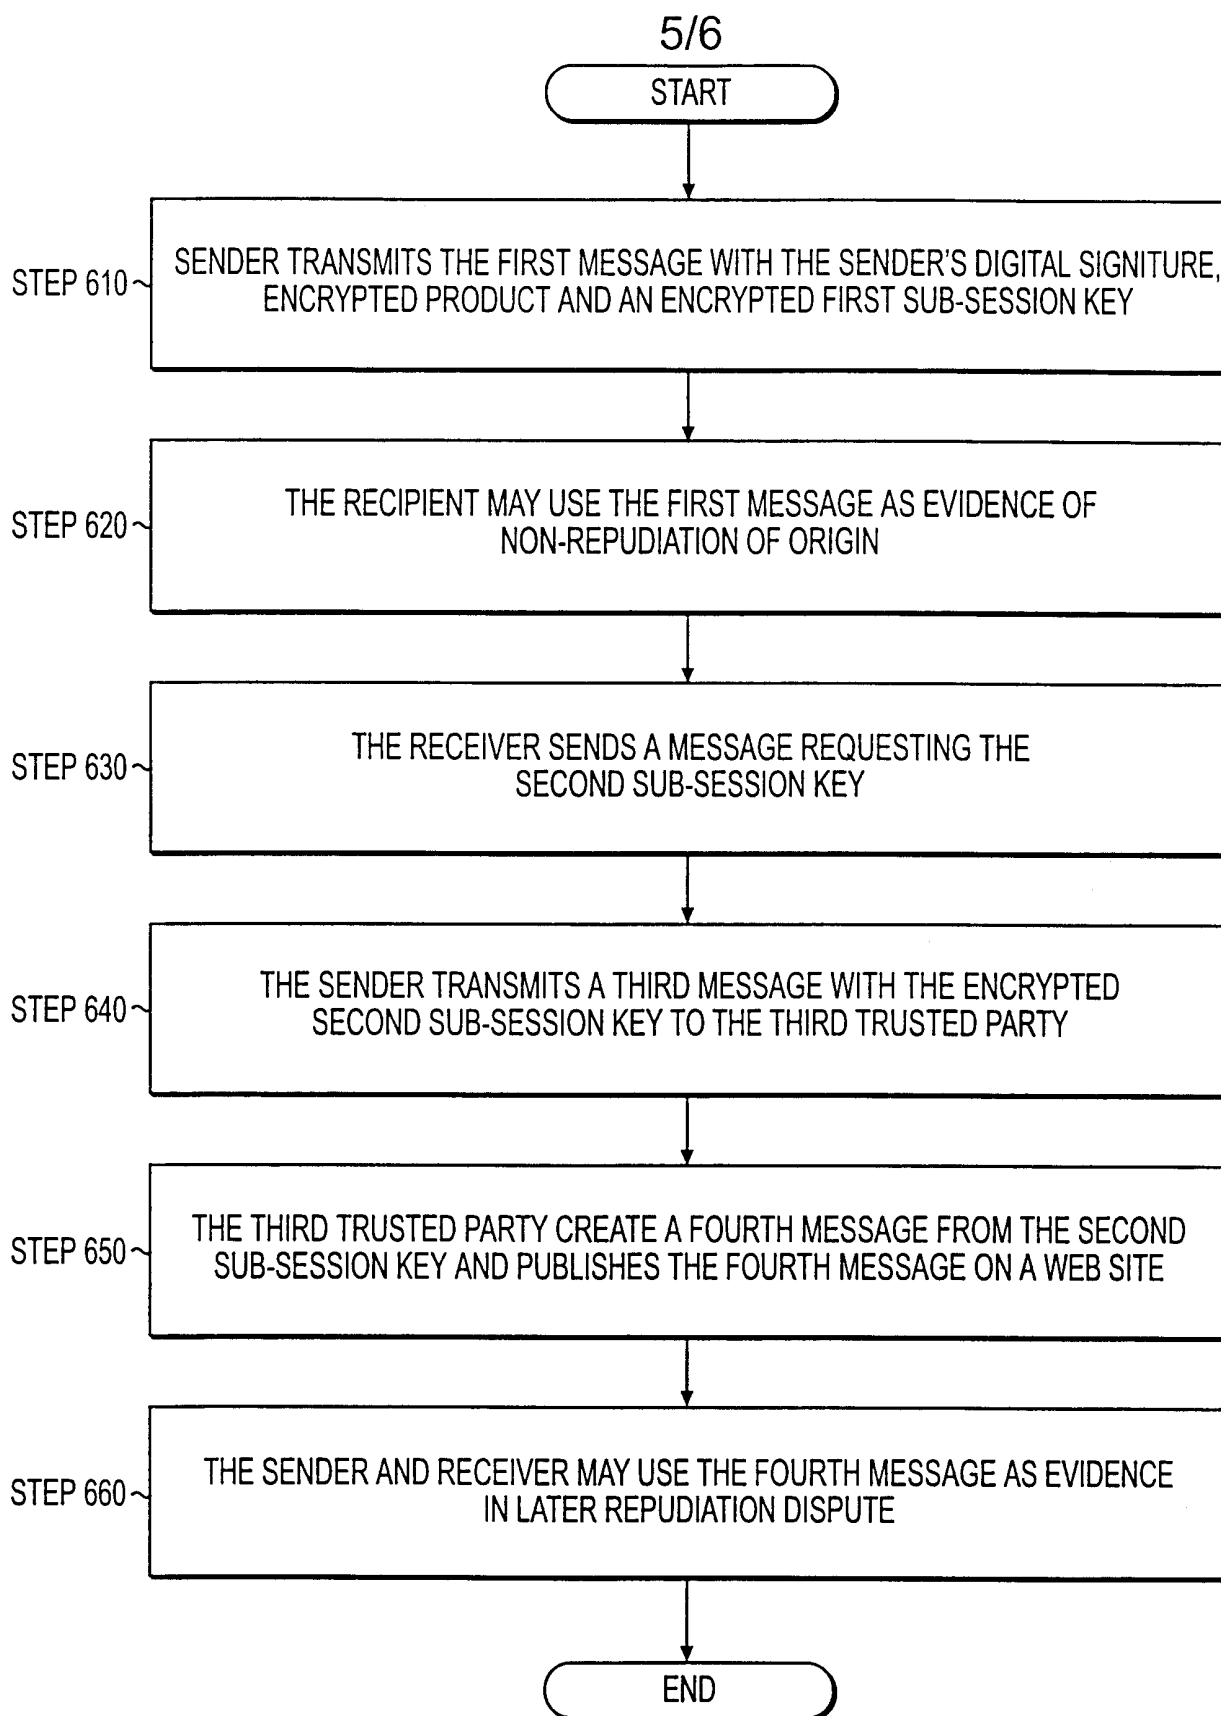 5/6
START
STEP 610~
SENDER TRANSMITS THE FIRST MESSAGE WITH THE SENDER'S DIGITAL SIGNITURE,
ENCRYPTED PRODUCT AND AN ENCRYPTED FIRST SUB-SESSION KEY
STEP 620~
THE RECIPIENT MAY USE THE FIRST MESSAGE AS EVIDENCE OF
NON-REPUDIATION OF ORIGIN
STEP 630~
THE RECEIVER SENDS A MESSAGE REQUESTING THE
SECOND SUB-SESSION KEY
STEP 640~
THE SENDER TRANSMITS A THIRD MESSAGE WITH THE ENCRYPTED
SECOND SUB-SESSION KEY TO THE THIRD TRUSTED PARTY
STEP 650~
THE THIRD TRUSTED PARTY CREATE A FOURTH MESSAGE FROM THE SECOND
SUB-SESSION KEY AND PUBLISHES THE FOURTH MESSAGE ON A WEB SITE
STEP 660~
THE SENDER AND RECEIVER MAY USE THE FOURTH MESSAGE AS EVIDENCE
IN LATER REPUDIATION DISPUTE
END